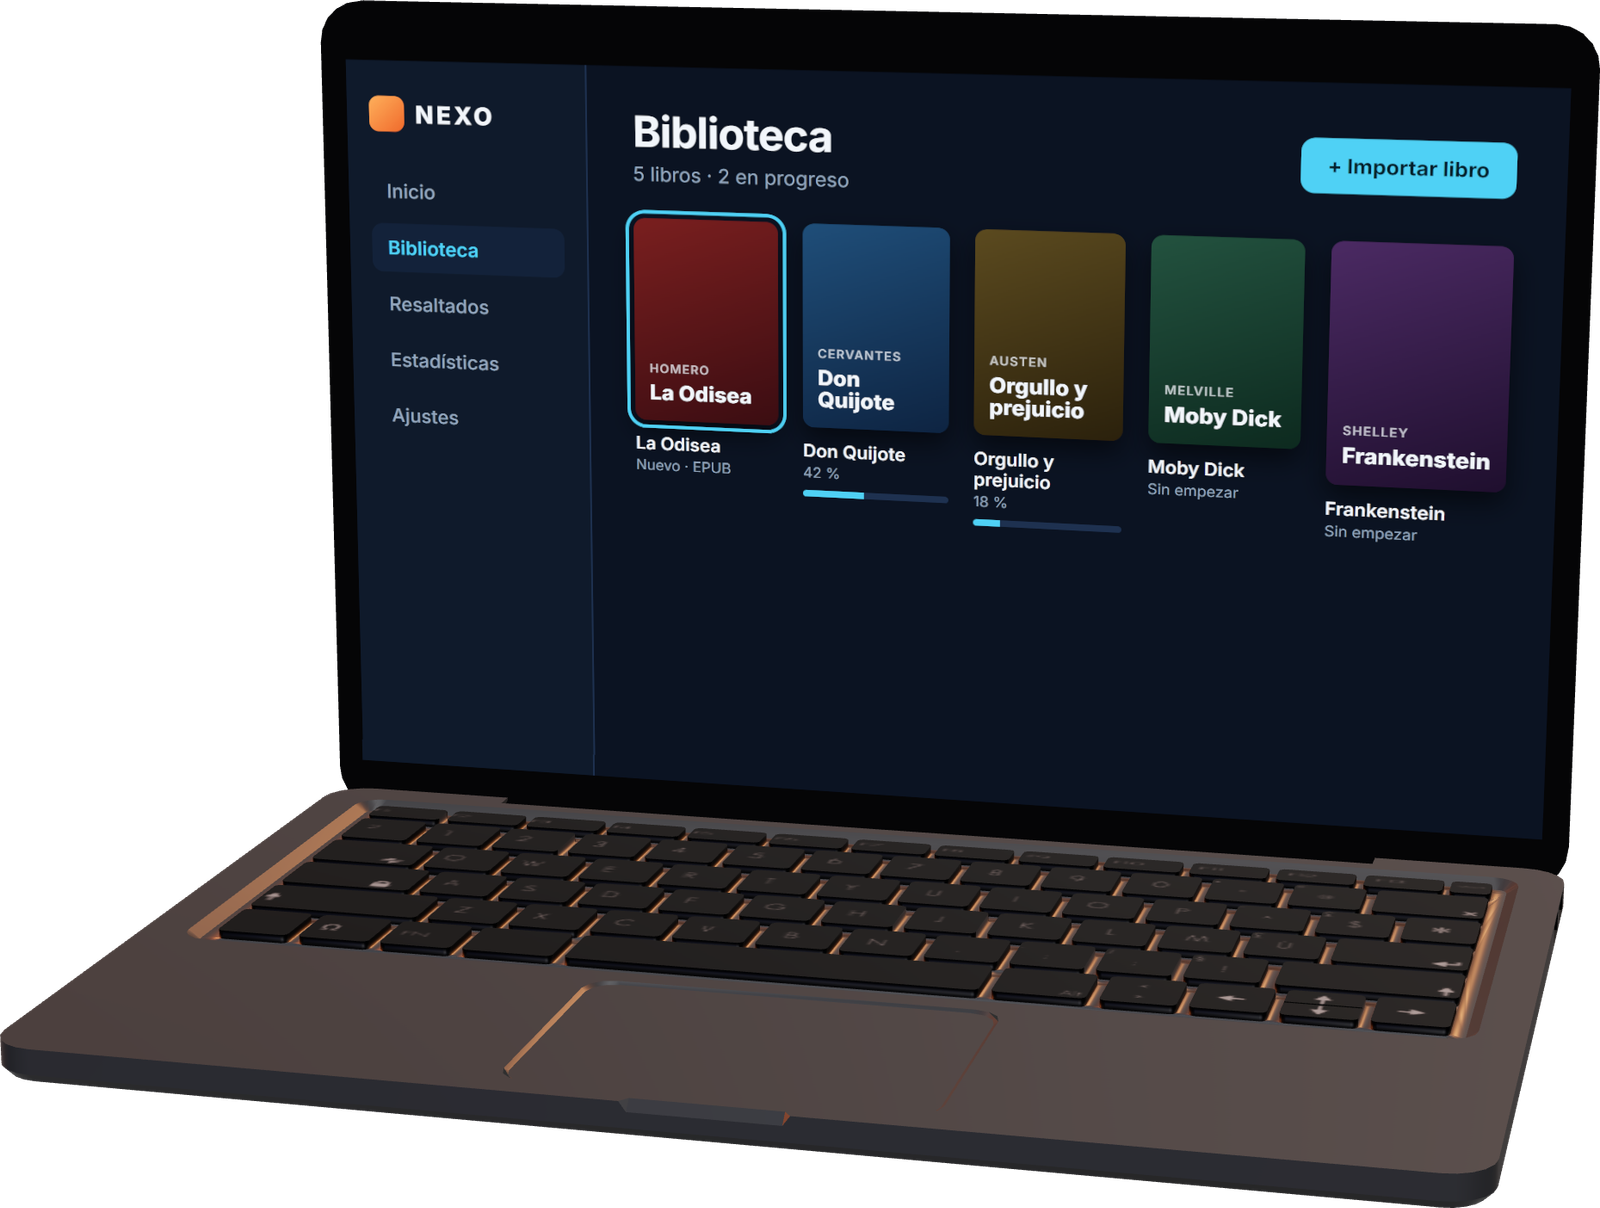 NEXO
Inicio
Biblioteca
Resaltados
Estadísticas
Ajustes
Biblioteca
5 libros · 2 en progreso
+ Importar libro
HOMERO
La Odisea
La Odisea
Nuevo · EPUB
CERVANTES
Don
Quijote
Don Quijote
42 %
AUSTEN
Orgullo y
prejuicio
Orgullo y
prejuicio
18 %
MELVILLE
Moby Dick
Moby Dick
Sin empezar
SHELLEY
Frankenstein
Frankenstein
Sin empezar